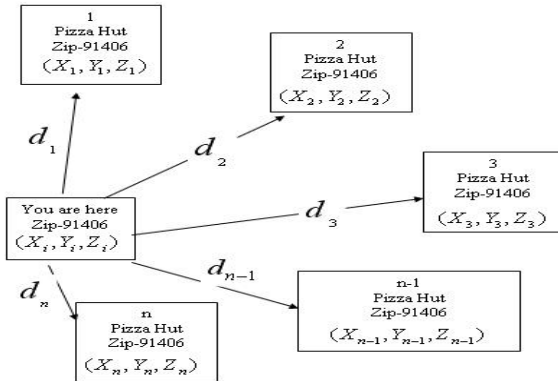 1
Pizza Hut
Zip-91406
(X₁, Y₁, Z₁)
2
Pizza Hut
Zip-91406
(X₂, Y₂, Z₂)
d₁
d₂
3
Pizza Hut
Zip-91406
(X₃, Y₃, Z₃)
You are here
Zip-91406
(Xᵢ, Yᵢ, Zᵢ)
d₃
dₙ₋₁
dₙ
n-1
Pizza Hut
Zip-91406
(Xₙ₋₁, Yₙ₋₁, Zₙ₋₁)
n
Pizza Hut
Zip-91406
(Xₙ, Yₙ, Zₙ)